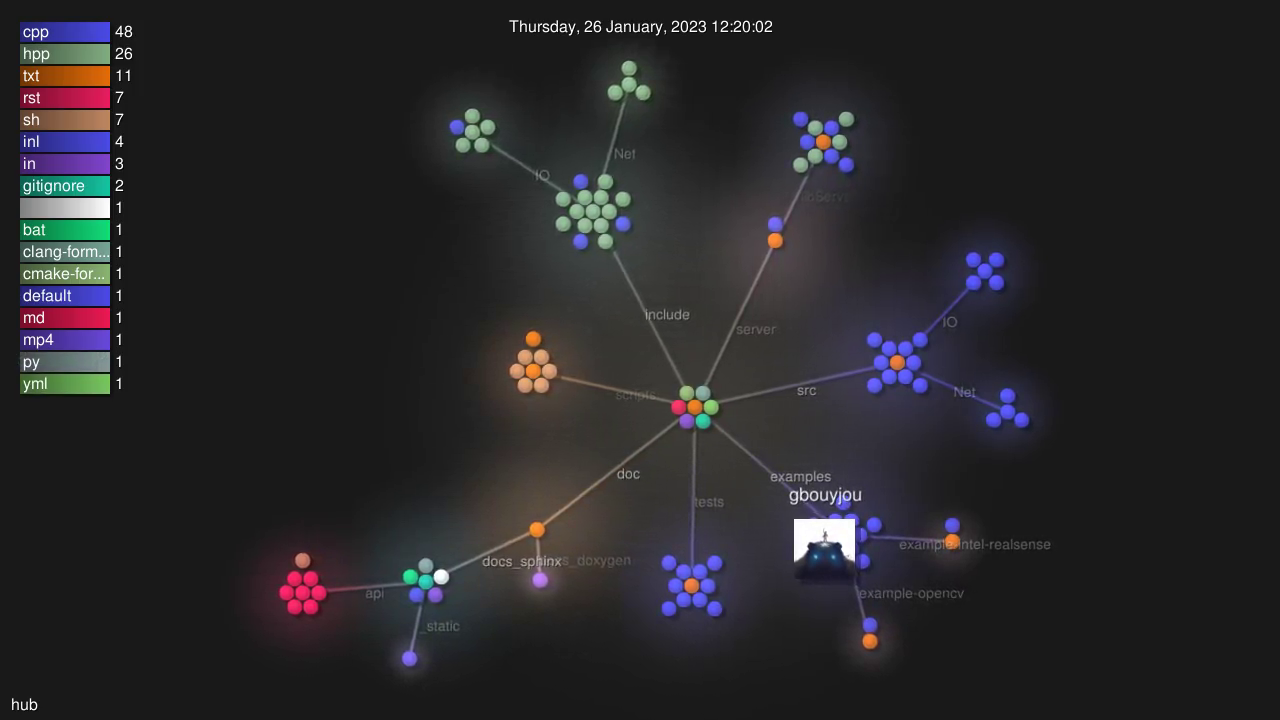 Thursday, 26 January, 2023 12:20:02
cpp 48
hpp 26
txt 11
rst 7
sh 7
inl 4
in 3
gitignore 2
1
bat 1
clang-form... 1
cmake-for... 1
default 1
md 1
mp4 1
py 1
yml 1
Net
IO
include
server
IO
src
Net
scripts
doc
examples
gbouyjou
tests
docs_sphinx
example-intel-realsense
api
example-opencv
_static
hub